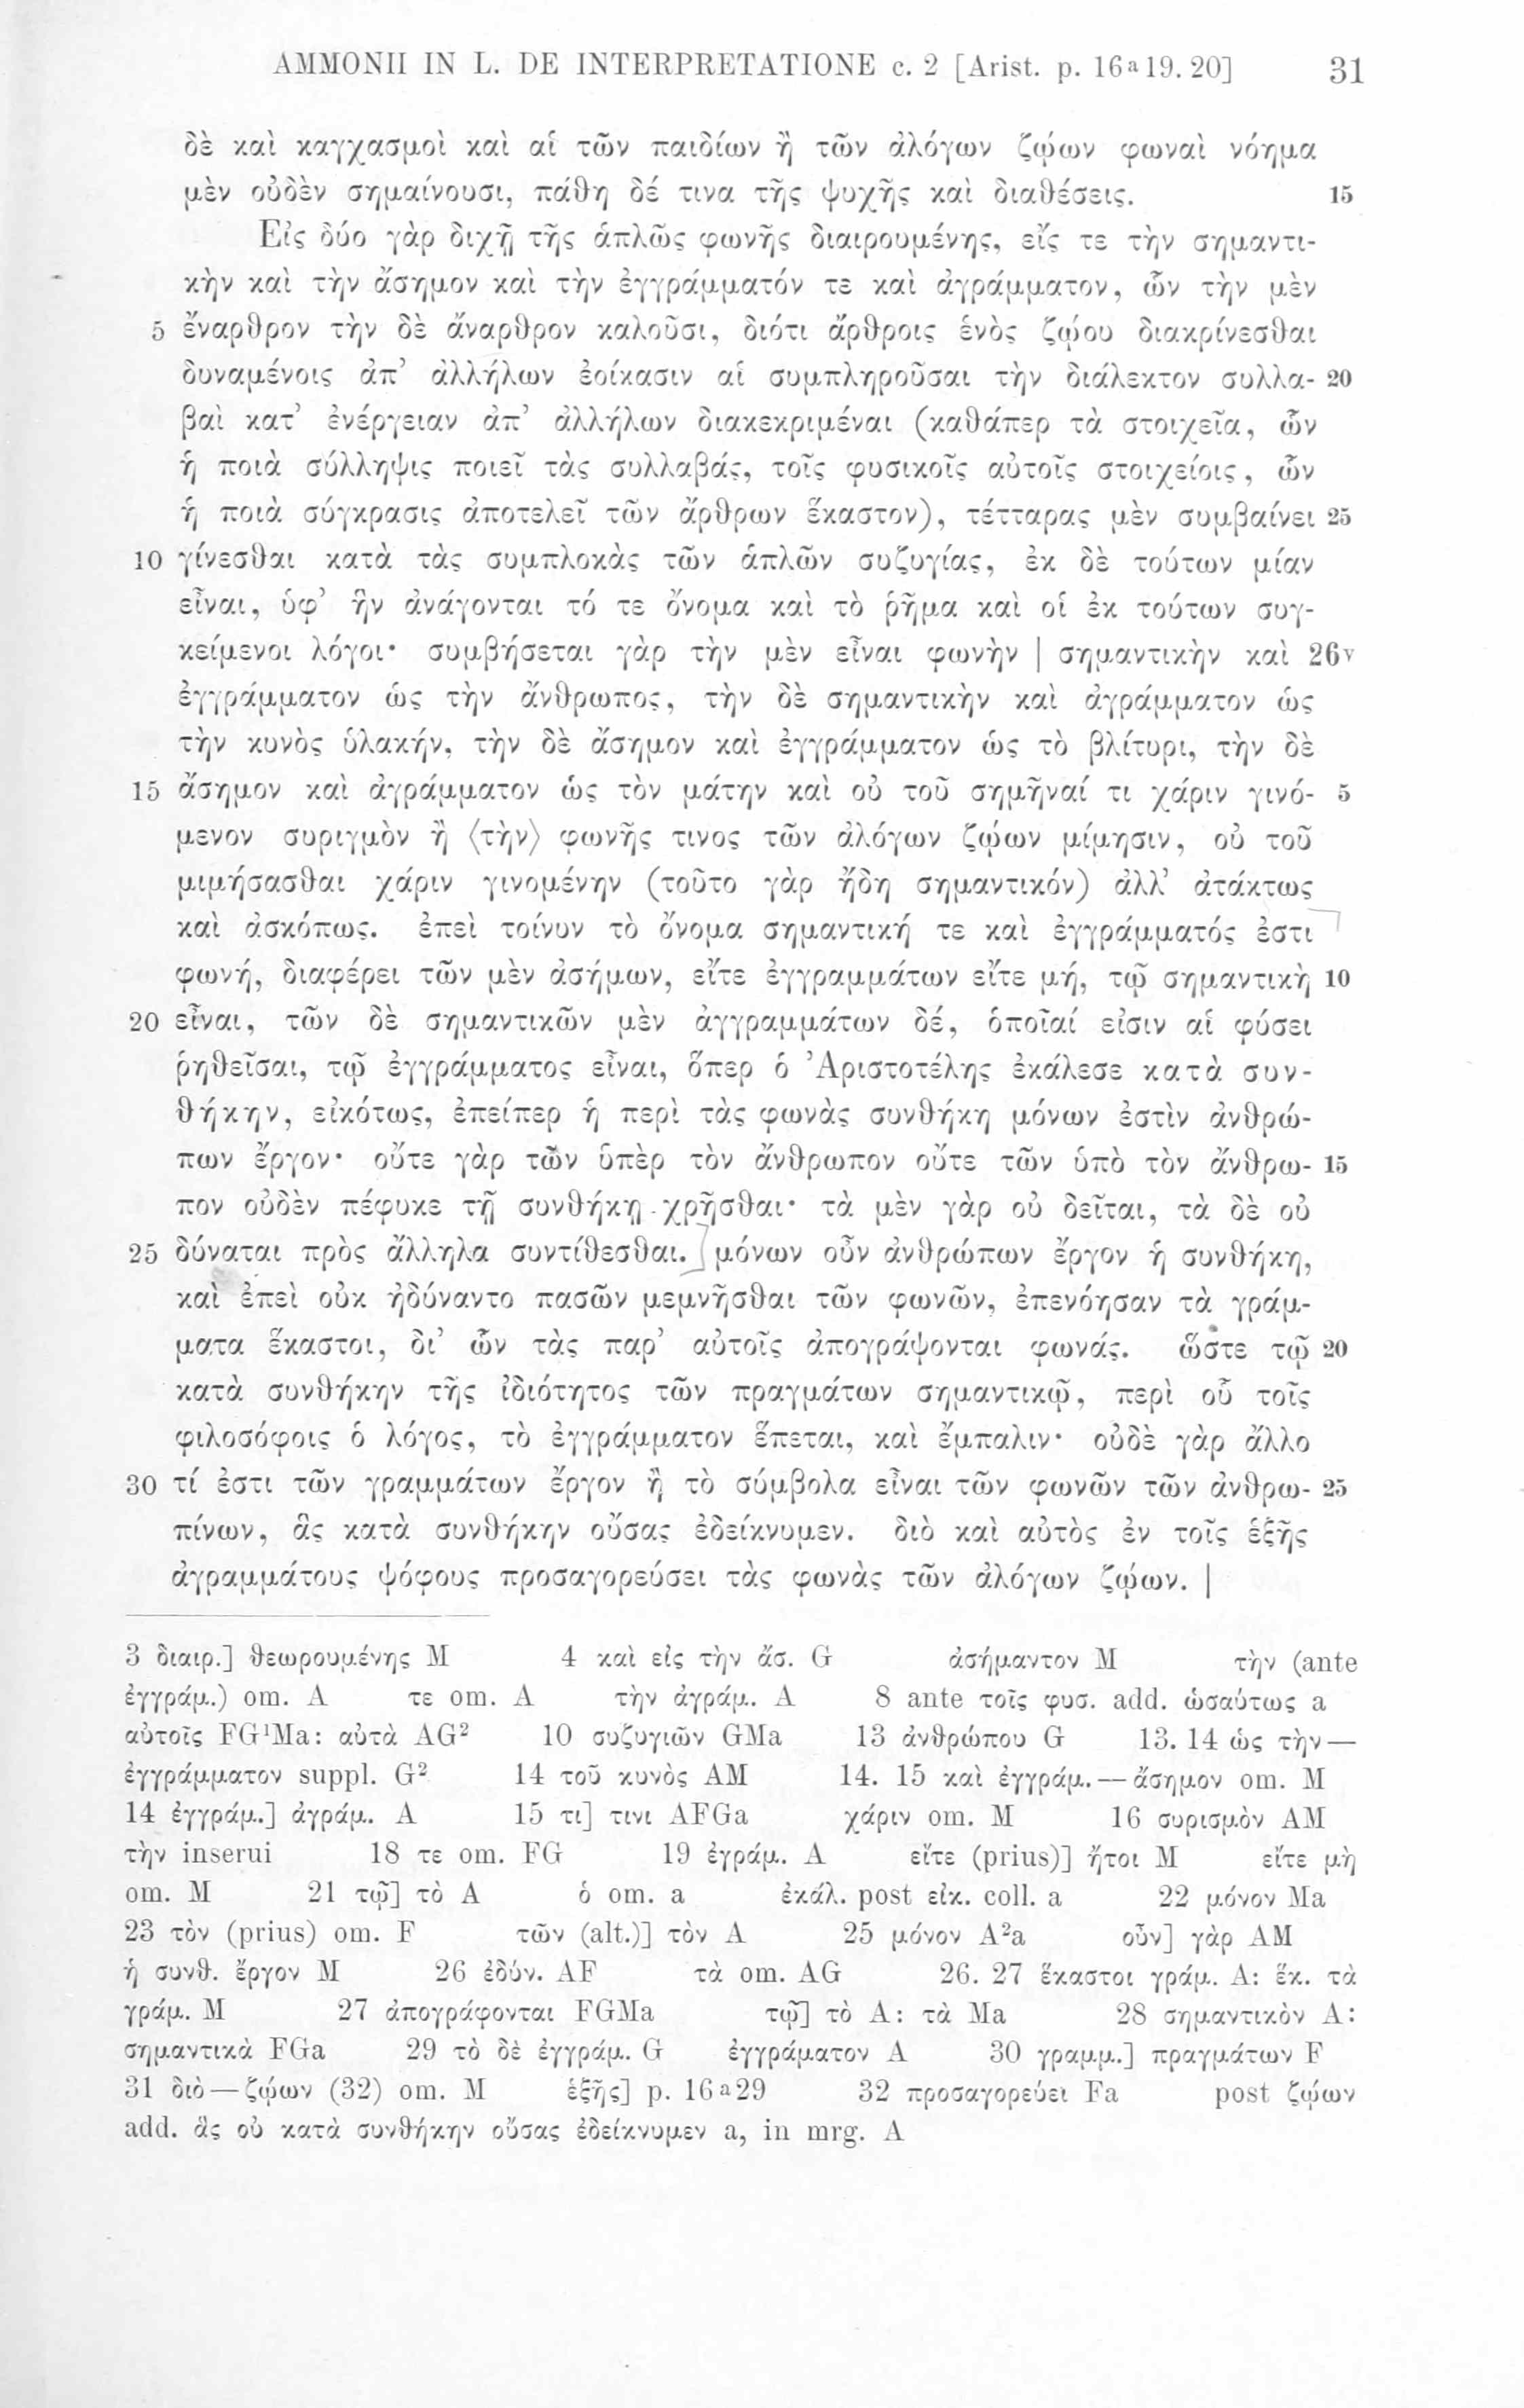 AMMONII IN L. DE INTERPRETATIONE c. 2 [Arist. p. 16a19. 20] 31
δὲ καὶ καγχασμοὶ καὶ αἱ τῶν παιδίων ἢ τῶν ἀλόγων ζῴων φωναὶ νόημα
μὲν οὐδὲν σημαίνουσι, πάθη δέ τινα τῆς ψυχῆς καὶ διαθέσεις. 15
Εἰς δύο γὰρ διχῇ τῆς ἁπλῶς φωνῆς διαιρουμένης, εἴς τε τὴν σημαντι-
κὴν καὶ τὴν ἄσημον καὶ τὴν ἐγγράμματόν τε καὶ ἀγράμματον, ὧν τὴν μὲν
5 ἔναρθρον τὴν δὲ ἄναρθρον καλοῦσι, διότι ἄρθροις ἑνὸς ζῴου διακρίνεσθαι
δυναμένοις ἀπ’ ἀλλήλων ἐοίκασιν αἱ συμπληροῦσαι τὴν διάλεκτον συλλα- 20
βαὶ κατ’ ἐνέργειαν ἀπ’ ἀλλήλων διακεκριμέναι (καθάπερ τὰ στοιχεῖα, ὧν
ἡ ποιὰ σύλληψις ποιεῖ τὰς συλλαβάς, τοῖς φυσικοῖς αὐτοῖς στοιχείοις, ὧν
ἡ ποιὰ σύγκρασις ἀποτελεῖ τῶν ἄρθρων ἕκαστον), τέτταρας μὲν συμβαίνει 25
10 γίνεσθαι κατὰ τὰς συμπλοκὰς τῶν ἁπλῶν συζυγίας, ἐκ δὲ τούτων μίαν
εἶναι, ὑφ’ ἣν ἀνάγονται τό τε ὄνομα καὶ τὸ ῥῆμα καὶ οἱ ἐκ τούτων συγ-
κείμενοι λόγοι· συμβήσεται γὰρ τὴν μὲν εἶναι φωνὴν | σημαντικὴν καὶ 26v
ἐγγράμματον ὡς τὴν ἄνθρωπος, τὴν δὲ σημαντικὴν καὶ ἀγράμματον ὡς
τὴν κυνὸς ὑλακήν, τὴν δὲ ἄσημον καὶ ἐγγράμματον ὡς τὸ βλίτυρι, τὴν δὲ
15 ἄσημον καὶ ἀγράμματον ὡς τὸν μάτην καὶ οὐ τοῦ σημῆναί τι χάριν γινό- 5
μενον συριγμὸν ἢ ⟨τὴν⟩ φωνῆς τινος τῶν ἀλόγων ζῴων μίμησιν, οὐ τοῦ
μιμήσασθαι χάριν γινομένην (τοῦτο γὰρ ἤδη σημαντικόν) ἀλλ’ ἀτάκτως
καὶ ἀσκόπως. ἐπεὶ τοίνυν τὸ ὄνομα σημαντική τε καὶ ἐγγράμματός ἐστι
φωνή, διαφέρει τῶν μὲν ἀσήμων, εἴτε ἐγγραμμάτων εἴτε μή, τῷ σημαντικὴ 10
20 εἶναι, τῶν δὲ σημαντικῶν μὲν ἀγγραμμάτων δέ, ὁποῖαί εἰσιν αἱ φύσει
ῥηθεῖσαι, τῷ ἐγγράμματος εἶναι, ὅπερ ὁ Ἀριστοτέλης ἐκάλεσε κατὰ συν-
θήκην, εἰκότως, ἐπείπερ ἡ περὶ τὰς φωνὰς συνθήκη μόνων ἐστὶν ἀνθρώ-
πων ἔργον· οὔτε γὰρ τῶν ὑπὲρ τὸν ἄνθρωπον οὔτε τῶν ὑπὸ τὸν ἄνθρω- 15
πον οὐδὲν πέφυκε τῇ συνθήκῃ χρῆσθαι· τὰ μὲν γὰρ οὐ δεῖται, τὰ δὲ οὐ
25 δύναται πρὸς ἄλληλα συντίθεσθαι. μόνων οὖν ἀνθρώπων ἔργον ἡ συνθήκη,
καὶ ἐπεὶ οὐκ ἠδύναντο πασῶν μεμνῆσθαι τῶν φωνῶν, ἐπενόησαν τὰ γράμ-
ματα ἕκαστοι, δι’ ὧν τὰς παρ’ αὐτοῖς ἀπογράψονται φωνάς. ὥστε τῷ 20
κατὰ συνθήκην τῆς ἰδιότητος τῶν πραγμάτων σημαντικῷ, περὶ οὗ τοῖς
φιλοσόφοις ὁ λόγος, τὸ ἐγγράμματον ἕπεται, καὶ ἔμπαλιν· οὐδὲ γὰρ ἄλλο
30 τί ἐστι τῶν γραμμάτων ἔργον ἢ τὸ σύμβολα εἶναι τῶν φωνῶν τῶν ἀνθρω- 25
πίνων, ἃς κατὰ συνθήκην οὔσας ἐδείκνυμεν. διὸ καὶ αὐτὸς ἐν τοῖς ἑξῆς
ἀγραμμάτους ψόφους προσαγορεύσει τὰς φωνὰς τῶν ἀλόγων ζῴων. |
3 διαιρ.] θεωρουμένης M 4 καὶ εἰς τὴν ἄσ. G ἀσήμαντον M τὴν (ante
ἐγγράμ.) om. A τε om. A τὴν ἀγράμ. A 8 ante τοῖς φυσ. add. ὡσαύτως a
αὐτοῖς FG¹Ma: αὐτὰ AG² 10 συζυγιῶν GMa 13 ἀνθρώπου G 13. 14 ὡς τὴν—
ἐγγράμματον suppl. G² 14 τοῦ κυνὸς AM 14. 15 καὶ ἐγγράμ.—ἄσημον om. M
14 ἐγγράμ.] ἀγράμ. A 15 τι] τινι AFGa χάριν om. M 16 συρισμὸν AM
τὴν inserui 18 τε om. FG 19 ἐγράμ. A εἴτε (prius)] ἤτοι M εἴτε μὴ
om. M 21 τῷ] τὸ A ὁ om. a ἐκάλ. post εἰκ. coll. a 22 μόνον Ma
23 τὸν (prius) om. F τῶν (alt.)] τὸν A 25 μόνον A²a οὖν] γὰρ AM
ἡ συνθ. ἔργον M 26 ἐδύν. AF τὰ om. AG 26. 27 ἕκαστοι γράμ. A: ἕκ. τὰ
γράμ. M 27 ἀπογράφονται FGMa τῷ] τὸ A: τὰ Ma 28 σημαντικὸν A:
σημαντικὰ FGa 29 τὸ δὲ ἐγγράμ. G ἐγγράματον A 30 γραμμ.] πραγμάτων F
31 διὸ—ζῴων (32) om. M ἑξῆς] p. 16a29 32 προσαγορεύει Fa post ζῴων
add. ἃς οὐ κατὰ συνθήκην οὔσας ἐδείκνυμεν a, in mrg. A